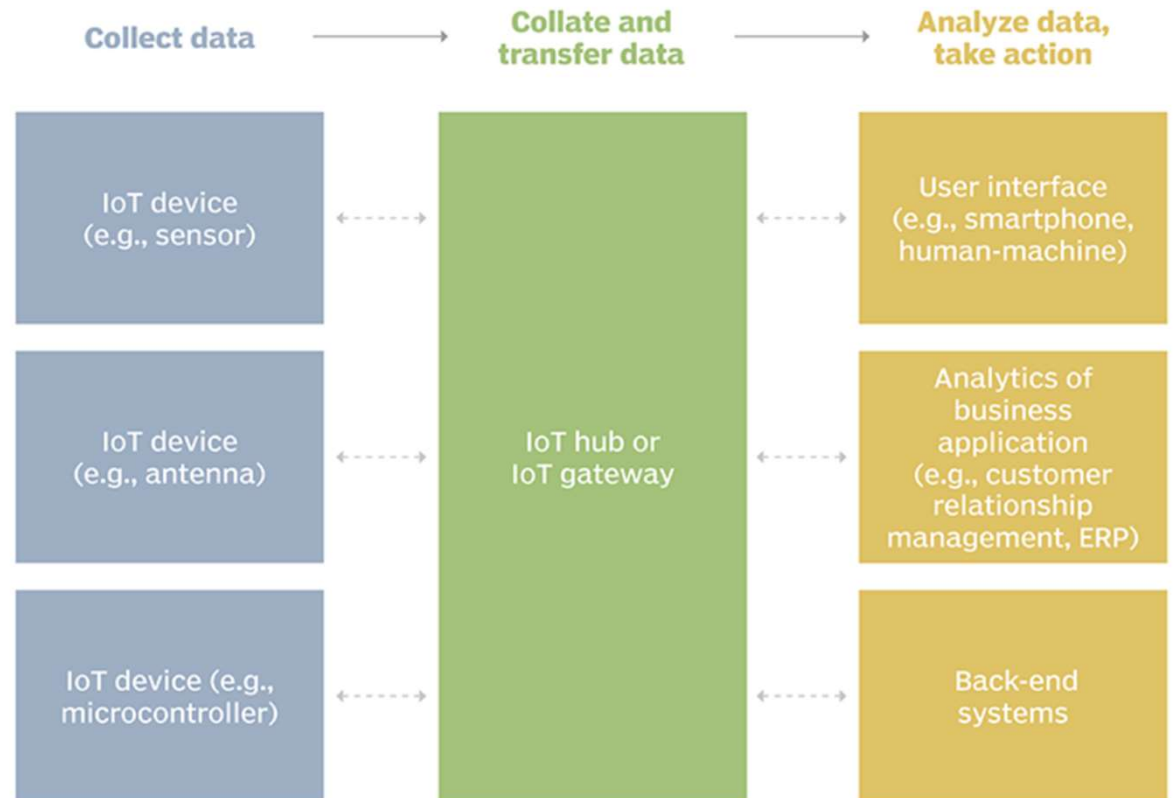 Collect data
Collate and
transfer data
Analyze data,
take action
IoT device
(e.g., sensor)
User interface
(e.g., smartphone,
human-machine)
IoT device
(e.g., antenna)
IoT hub or
IoT gateway
Analytics of
business
application
(e.g., customer
relationship
management, ERP)
IoT device (e.g.,
microcontroller)
Back-end
systems